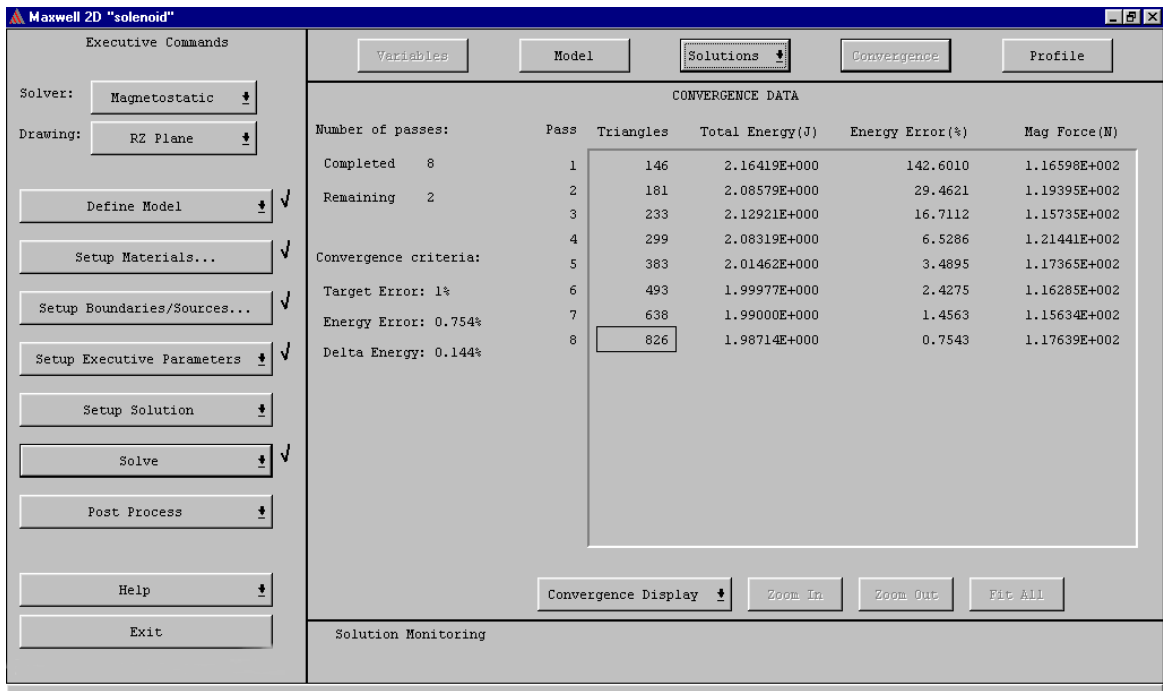 Maxwell 2D "solenoid"
Executive Commands
Solver: Magnetostatic
Drawing: RZ Plane
Define Model
Setup Materials...
Setup Boundaries/Sources...
Setup Executive Parameters
Setup Solution
Solve
Post Process
Help
Exit
Variables Model Solutions Convergence Profile
CONVERGENCE DATA
Number of passes:
Completed 8
Remaining 2
Convergence criteria:
Target Error: 1%
Energy Error: 0.754%
Delta Energy: 0.144%
Pass Triangles Total Energy(J) Energy Error(%) Mag Force(N)
1 146 2.16419E+000 142.6010 1.16598E+002
2 181 2.08579E+000 29.4621 1.19395E+002
3 233 2.12921E+000 16.7112 1.15735E+002
4 299 2.08319E+000 6.5286 1.21441E+002
5 383 2.01462E+000 3.4895 1.17365E+002
6 493 1.99977E+000 2.4275 1.16285E+002
7 638 1.99000E+000 1.4563 1.15634E+002
8 826 1.98714E+000 0.7543 1.17639E+002
Convergence Display Zoom In Zoom Out Fit All
Solution Monitoring